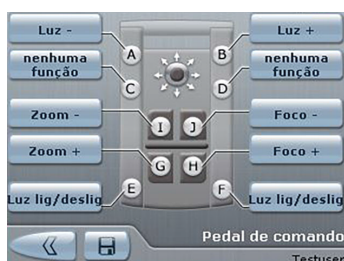 Luz - Luz +
A B
nenhuma função nenhuma função
C D
Zoom - Foco -
I J
Zoom + Foco +
G H
Luz lig/deslig E F Luz lig/deslig
Pedal de comando
Testuser